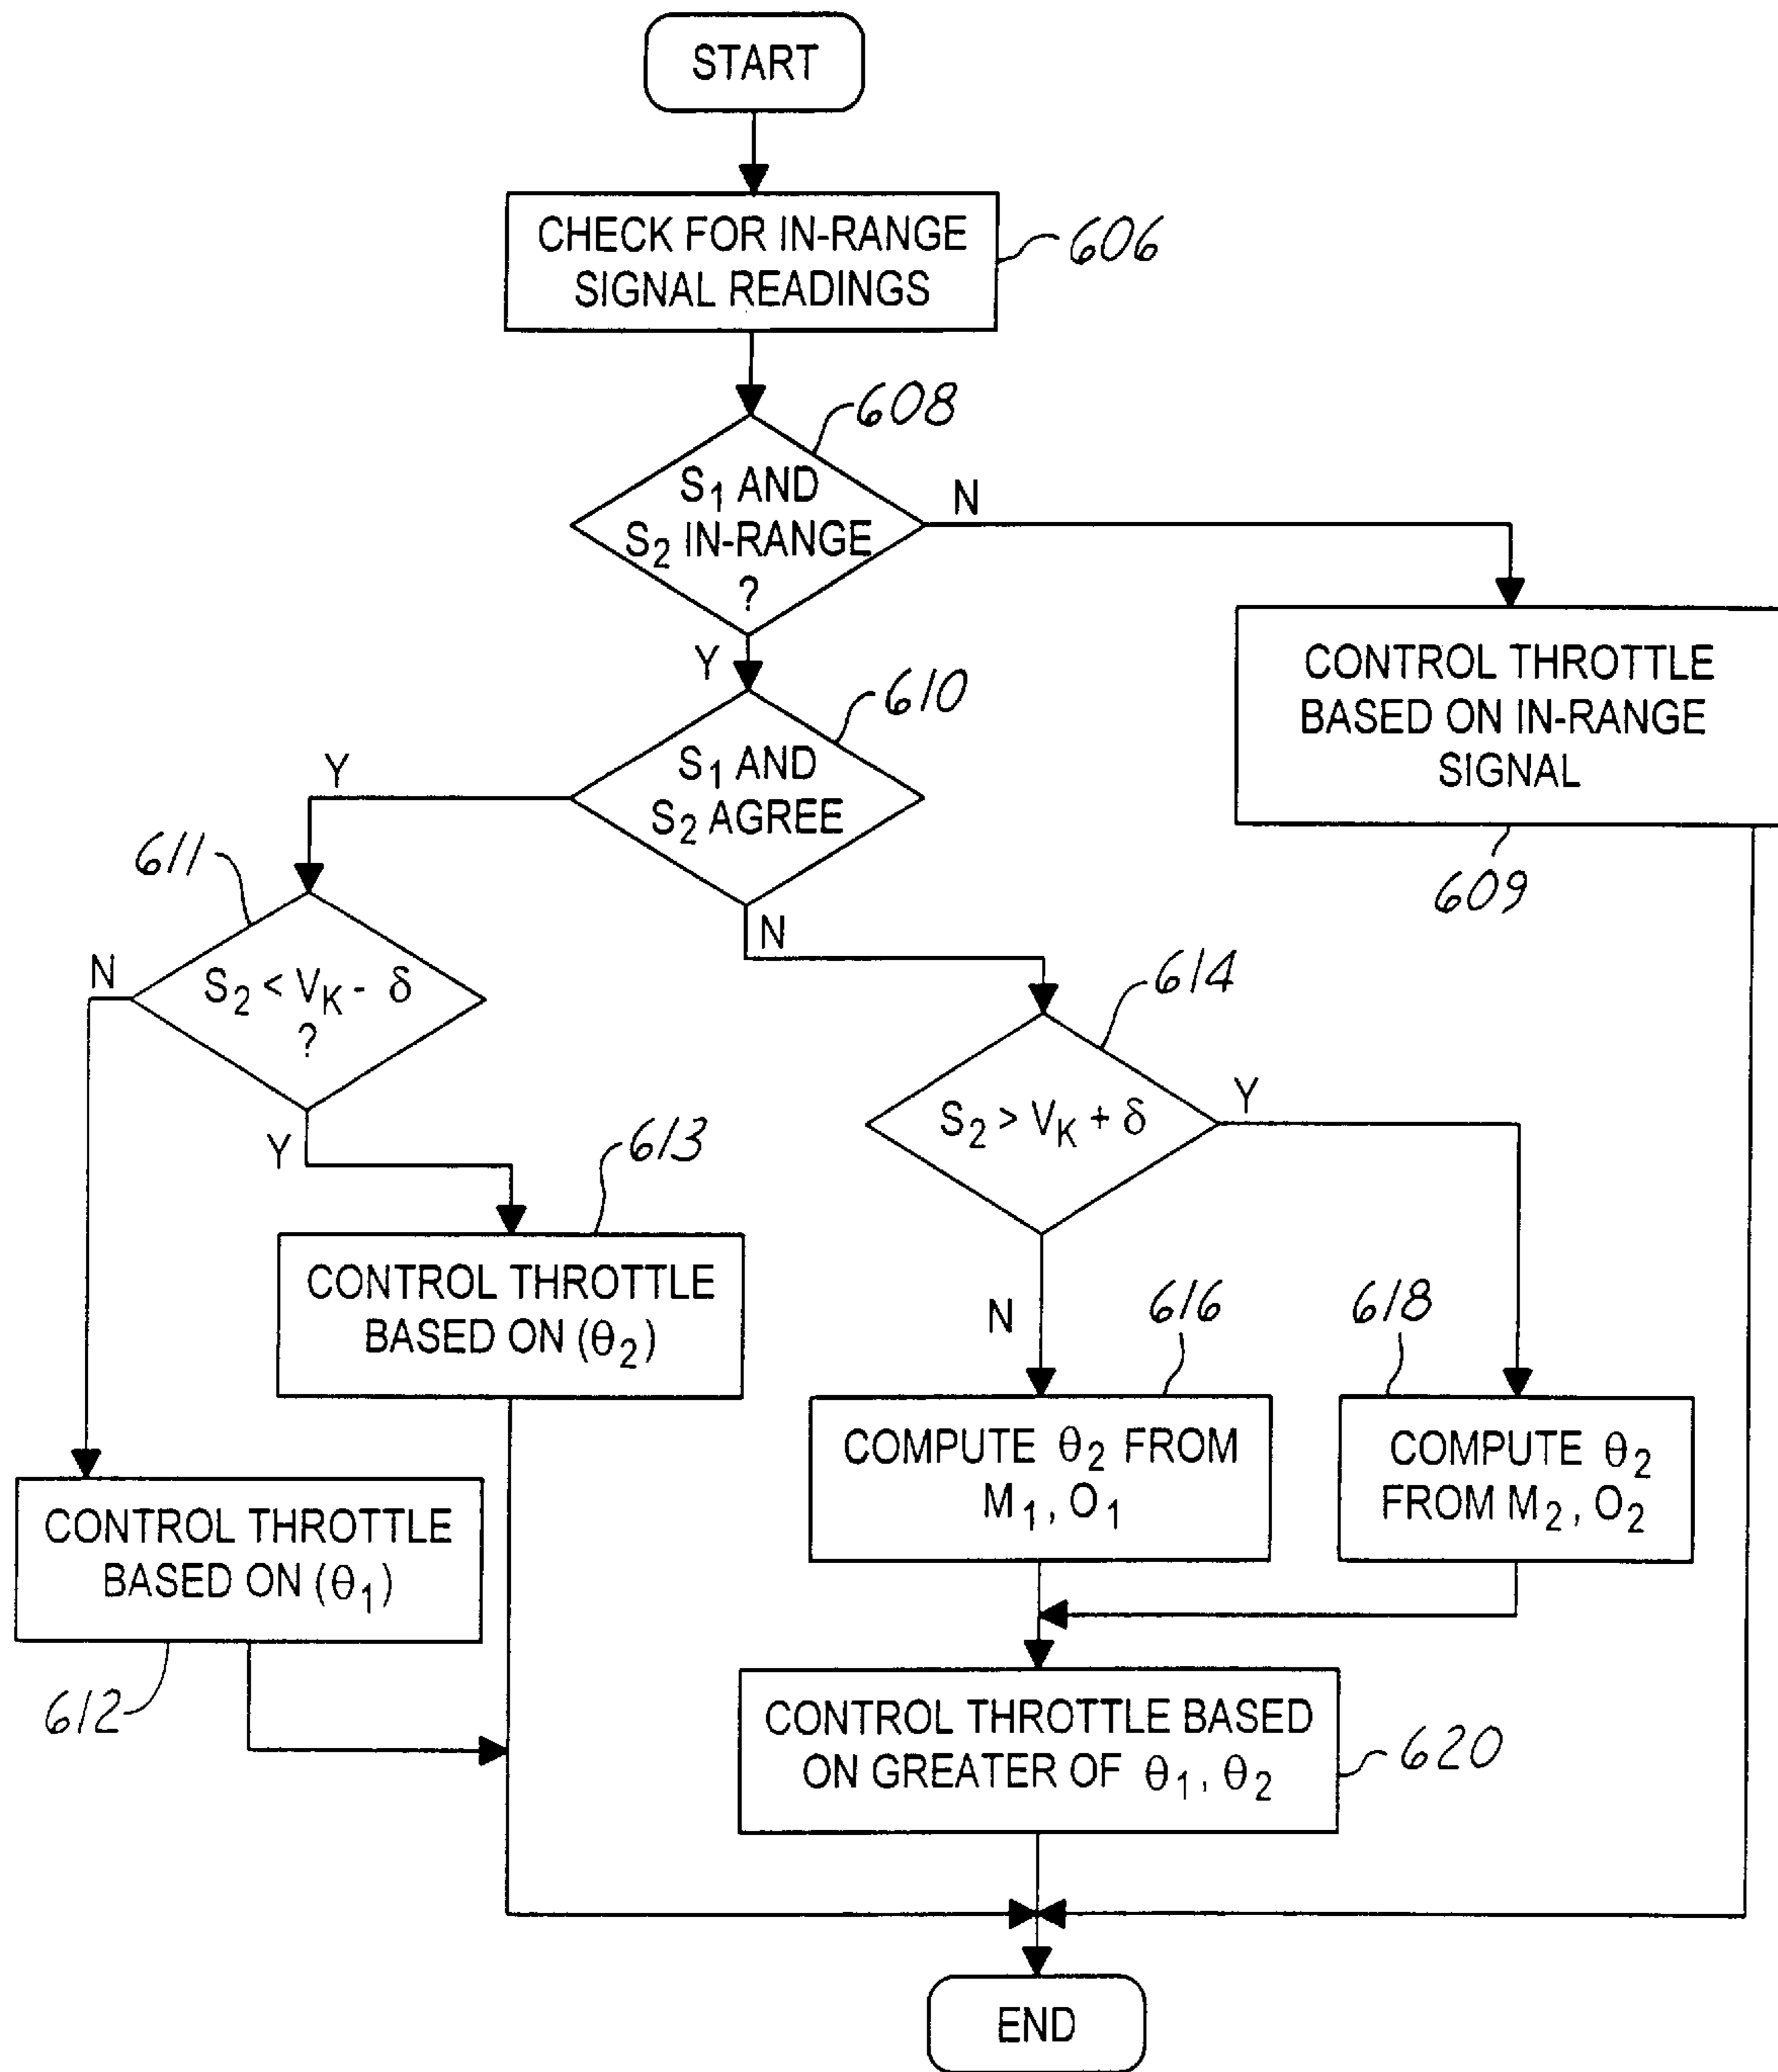 START
CHECK FOR IN-RANGE
SIGNAL READINGS
606
608
S₁ AND
S₂ IN-RANGE
?
N
Y
CONTROL THROTTLE
BASED ON IN-RANGE
SIGNAL
609
610
S₁ AND
S₂ AGREE
Y
N
611
S₂ < V_K - δ
?
N
Y
614
S₂ > V_K + δ
Y
N
613
CONTROL THROTTLE
BASED ON (θ₂)
612
CONTROL THROTTLE
BASED ON (θ₁)
616
COMPUTE θ₂ FROM
M₁, O₁
618
COMPUTE θ₂
FROM M₂, O₂
CONTROL THROTTLE BASED
ON GREATER OF θ₁, θ₂
620
END